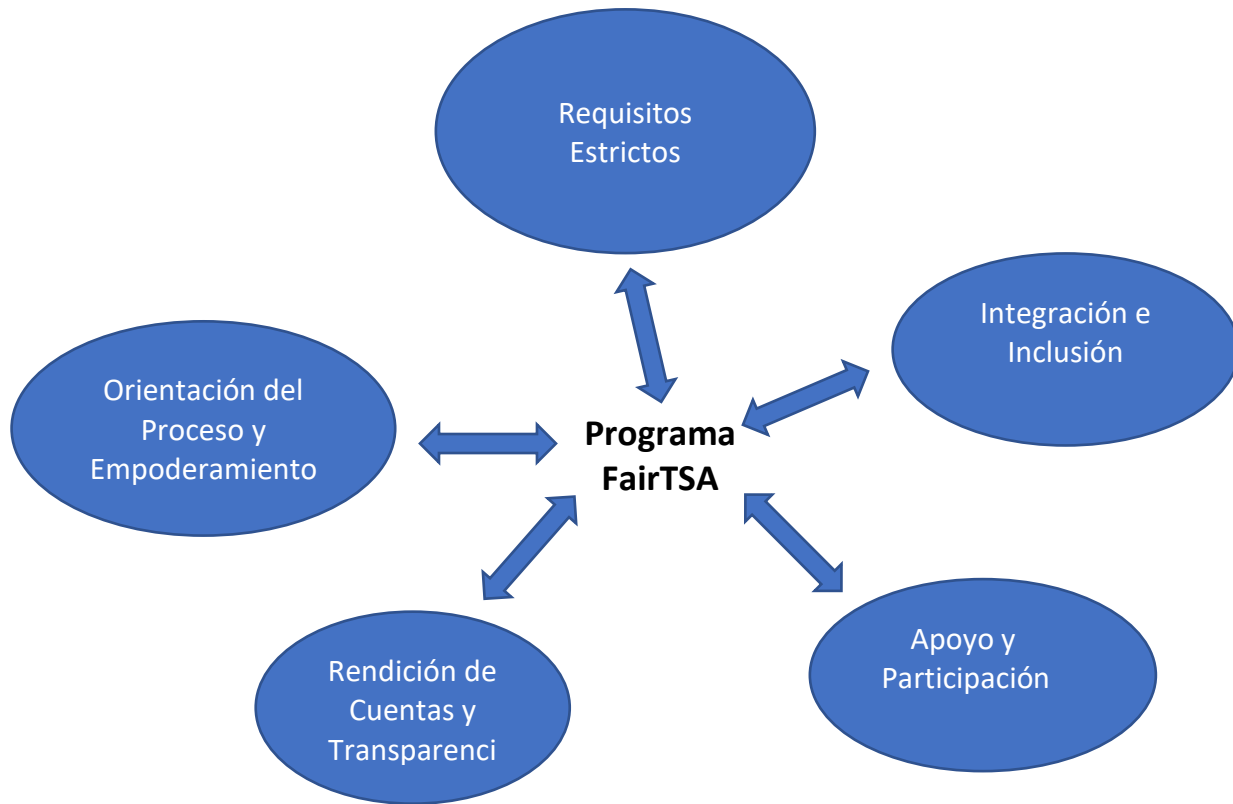 Requisitos
Estrictos
Integración e
Inclusión
Orientación del
Proceso y
Empoderamiento
Programa
FairTSA
Apoyo y
Participación
Rendición de
Cuentas y
Transparenci